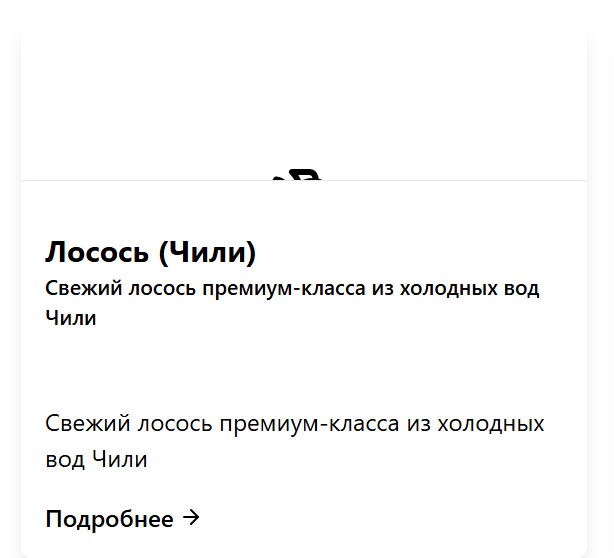 Лосось (Чили)
Свежий лосось премиум-класса из холодных вод
Чили
Свежий лосось премиум-класса из холодных
вод Чили
Подробнее →